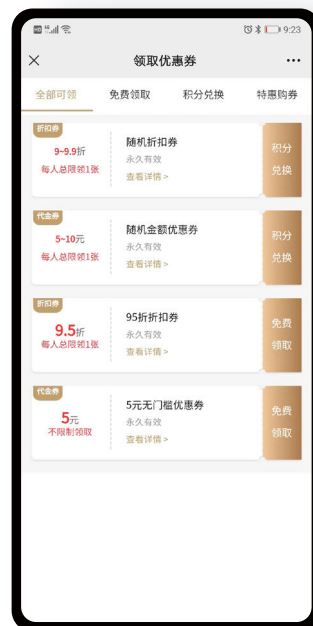 HD 46 9:23
领取优惠券
全部可领 免费领取 积分兑换 特惠购券
折扣券
9~9.9折
每人总限领1张
随机折扣券
永久有效
查看详情 >
积分
兑换
代金券
5~10元
每人总限领1张
随机金额优惠券
永久有效
查看详情 >
积分
兑换
折扣券
9.5折
每人总限领1张
95折折扣券
永久有效
查看详情 >
免费
领取
代金券
5元
不限制领取
5元无门槛优惠券
永久有效
查看详情 >
免费
领取